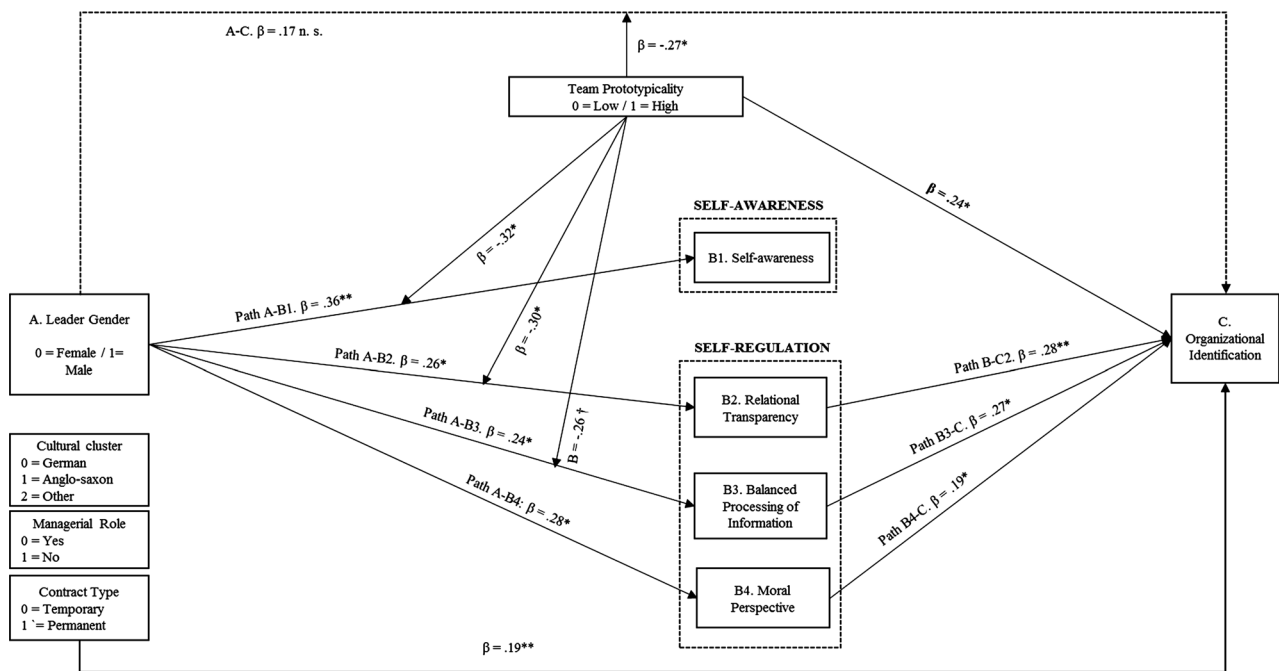 A-C. β = .17 n. s.
β = -.27*
Team Prototypicality
0 = Low / 1 = High
β = .24*
SELF-AWARENESS
β = -.32*
B1. Self-awareness
Path A-B1. β = .36**
A. Leader Gender
0 = Female / 1=
Male
C.
Organizational
Identification
β = -.30*
Path A-B2. β = .26*
SELF-REGULATION
Path B-C2. β = .28**
B2. Relational
Transparency
Path A-B3. β = .24*
B = -.26 †
Path B3-C. β = .27*
Cultural cluster
0 = German
1 = Anglo-saxon
2 = Other
B3. Balanced
Processing of
Information
Path A-B4: β = .28*
Path B4-C. β = .19*
Managerial Role
0 = Yes
1 = No
B4. Moral
Perspective
Contract Type
0 = Temporary
1 `= Permanent
β = .19**